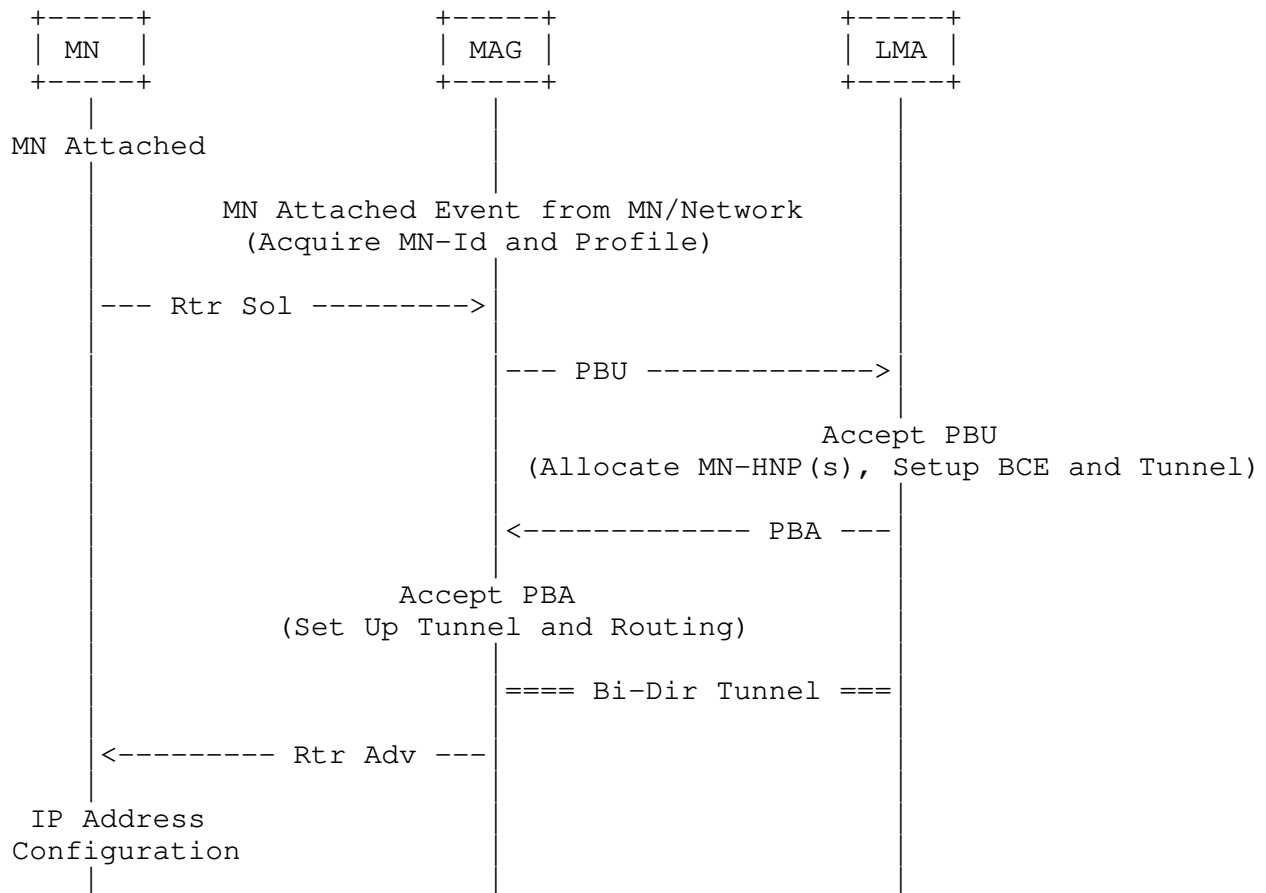 MN MAG LMA
MN Attached
MN Attached Event from MN/Network
(Acquire MN-Id and Profile)
--- Rtr Sol --------->
--- PBU ------------->
Accept PBU
(Allocate MN-HNP(s), Setup BCE and Tunnel)
<------------- PBA ---
Accept PBA
(Set Up Tunnel and Routing)
==== Bi-Dir Tunnel ===
<--------- Rtr Adv ---
IP Address
Configuration